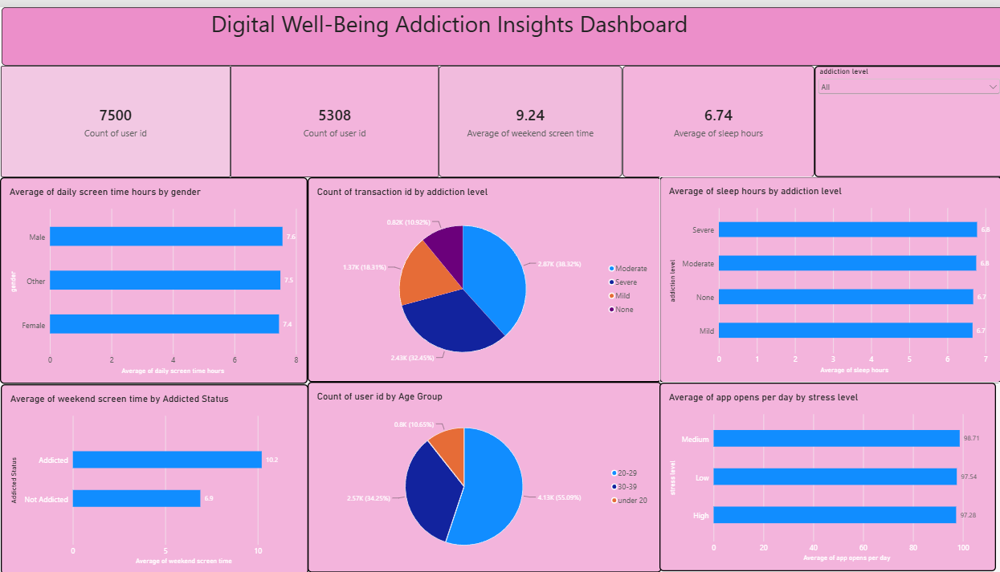 Digital Well-Being Addiction Insights Dashboard
7500
Count of user id
5308
Count of user id
9.24
Average of weekend screen time
6.74
Average of sleep hours
addiction level
All
Average of daily screen time hours by gender
gender
Male
7.6
Other
7.5
Female
7.4
0 2 4 6 8
Average of daily screen time hours
Count of transaction id by addiction level
0.82K (10.92%)
1.37K (18.31%)
2.87K (38.32%)
2.43K (32.45%)
Moderate
Severe
Mild
None
Average of sleep hours by addiction level
addiction level
Severe
6.8
Moderate
6.8
None
6.7
Mild
6.7
0 1 2 3 4 5 6 7
Average of sleep hours
Average of weekend screen time by Addicted Status
Addicted Status
Addicted
10.2
Not Addicted
6.9
0 5 10
Average of weekend screen time
Count of user id by Age Group
0.8K (10.65%)
2.57K (34.25%)
4.13K (55.09%)
20-29
30-39
under 20
Average of app opens per day by stress level
stress level
Medium
98.71
Low
97.54
High
97.28
0 20 40 60 80 100
Average of app opens per day